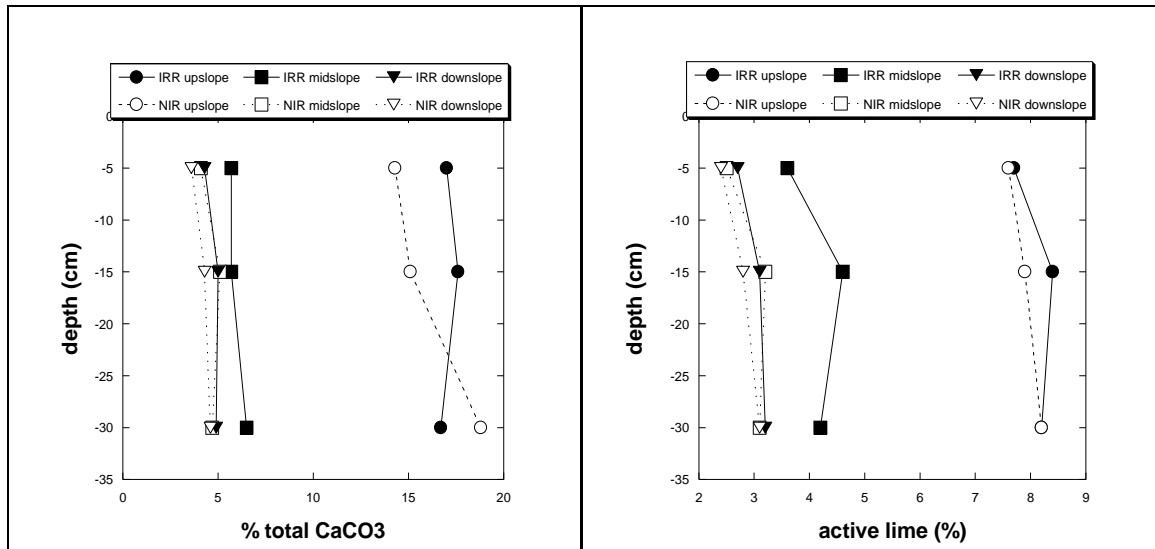 IRR upslope IRR midslope IRR downslope
NIR upslope NIR midslope NIR downslope
0
-5
-10
-15
-20
-25
-30
-35
depth (cm)
0 5 10 15 20
% total CaCO3
IRR upslope IRR midslope IRR downslope
NIR upslope NIR midslope NIR downslope
0
-5
-10
-15
-20
-25
-30
-35
depth (cm)
2 3 4 5 6 7 8 9
active lime (%)